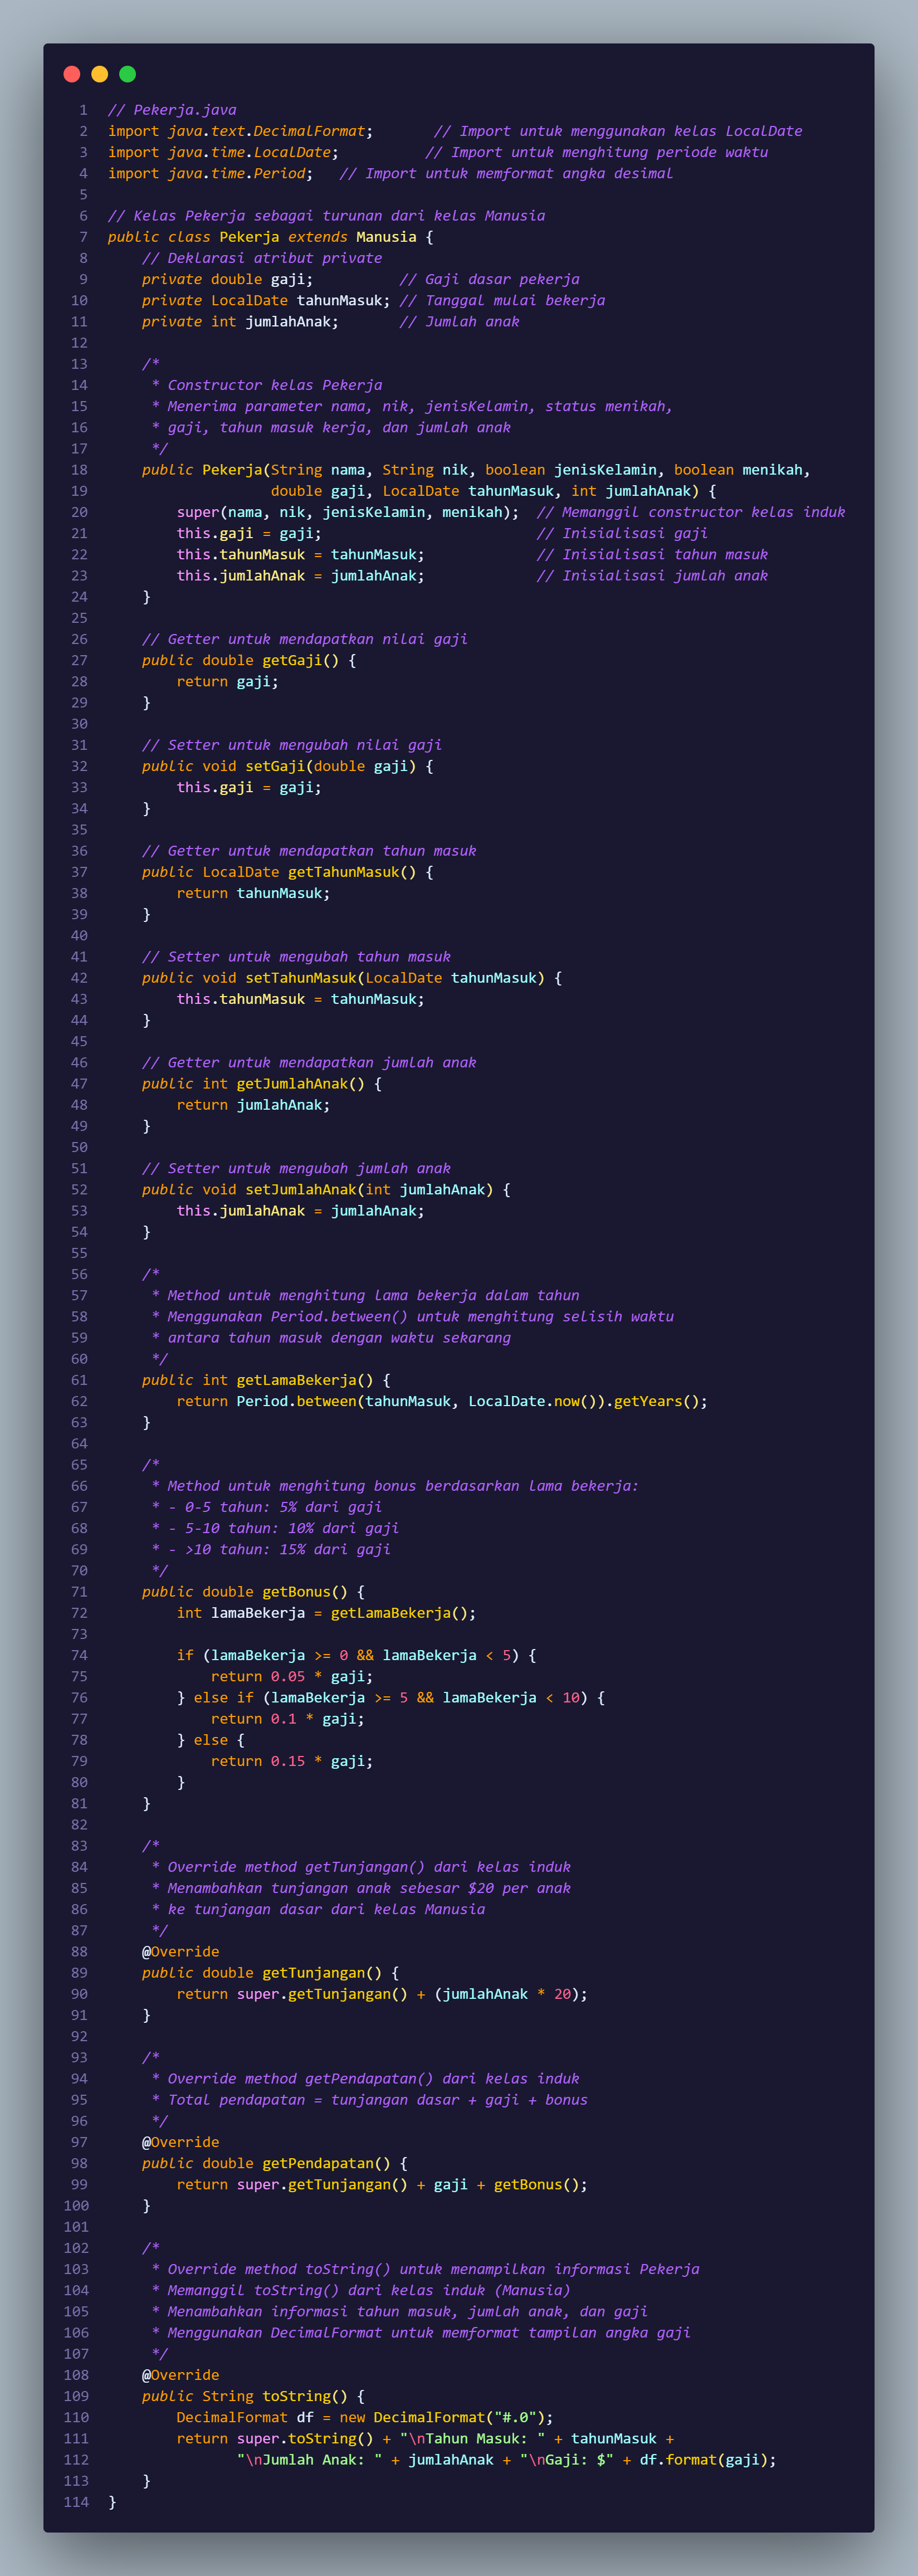 1 // Pekerja.java
2 import java.text.DecimalFormat;       // Import untuk menggunakan kelas LocalDate
3 import java.time.LocalDate;          // Import untuk menghitung periode waktu
4 import java.time.Period;   // Import untuk memformat angka desimal
5
6 // Kelas Pekerja sebagai turunan dari kelas Manusia
7 public class Pekerja extends Manusia {
8     // Deklarasi atribut private
9     private double gaji;          // Gaji dasar pekerja
10     private LocalDate tahunMasuk; // Tanggal mulai bekerja
11     private int jumlahAnak;       // Jumlah anak
12
13     /*
14      * Constructor kelas Pekerja
15      * Menerima parameter nama, nik, jenisKelamin, status menikah,
16      * gaji, tahun masuk kerja, dan jumlah anak
17      */
18     public Pekerja(String nama, String nik, boolean jenisKelamin, boolean menikah,
19                    double gaji, LocalDate tahunMasuk, int jumlahAnak) {
20         super(nama, nik, jenisKelamin, menikah);  // Memanggil constructor kelas induk
21         this.gaji = gaji;                         // Inisialisasi gaji
22         this.tahunMasuk = tahunMasuk;             // Inisialisasi tahun masuk
23         this.jumlahAnak = jumlahAnak;             // Inisialisasi jumlah anak
24     }
25
26     // Getter untuk mendapatkan nilai gaji
27     public double getGaji() {
28         return gaji;
29     }
30
31     // Setter untuk mengubah nilai gaji
32     public void setGaji(double gaji) {
33         this.gaji = gaji;
34     }
35
36     // Getter untuk mendapatkan tahun masuk
37     public LocalDate getTahunMasuk() {
38         return tahunMasuk;
39     }
40
41     // Setter untuk mengubah tahun masuk
42     public void setTahunMasuk(LocalDate tahunMasuk) {
43         this.tahunMasuk = tahunMasuk;
44     }
45
46     // Getter untuk mendapatkan jumlah anak
47     public int getJumlahAnak() {
48         return jumlahAnak;
49     }
50
51     // Setter untuk mengubah jumlah anak
52     public void setJumlahAnak(int jumlahAnak) {
53         this.jumlahAnak = jumlahAnak;
54     }
55
56     /*
57      * Method untuk menghitung lama bekerja dalam tahun
58      * Menggunakan Period.between() untuk menghitung selisih waktu
59      * antara tahun masuk dengan waktu sekarang
60      */
61     public int getLamaBekerja() {
62         return Period.between(tahunMasuk, LocalDate.now()).getYears();
63     }
64
65     /*
66      * Method untuk menghitung bonus berdasarkan lama bekerja:
67      * - 0-5 tahun: 5% dari gaji
68      * - 5-10 tahun: 10% dari gaji
69      * - >10 tahun: 15% dari gaji
70      */
71     public double getBonus() {
72         int lamaBekerja = getLamaBekerja();
73
74         if (lamaBekerja >= 0 && lamaBekerja < 5) {
75             return 0.05 * gaji;
76         } else if (lamaBekerja >= 5 && lamaBekerja < 10) {
77             return 0.1 * gaji;
78         } else {
79             return 0.15 * gaji;
80         }
81     }
82
83     /*
84      * Override method getTunjangan() dari kelas induk
85      * Menambahkan tunjangan anak sebesar $20 per anak
86      * ke tunjangan dasar dari kelas Manusia
87      */
88     @Override
89     public double getTunjangan() {
90         return super.getTunjangan() + (jumlahAnak * 20);
91     }
92
93     /*
94      * Override method getPendapatan() dari kelas induk
95      * Total pendapatan = tunjangan dasar + gaji + bonus
96      */
97     @Override
98     public double getPendapatan() {
99         return super.getTunjangan() + gaji + getBonus();
100     }
101
102     /*
103      * Override method toString() untuk menampilkan informasi Pekerja
104      * Memanggil toString() dari kelas induk (Manusia)
105      * Menambahkan informasi tahun masuk, jumlah anak, dan gaji
106      * Menggunakan DecimalFormat untuk memformat tampilan angka gaji
107      */
108     @Override
109     public String toString() {
110         DecimalFormat df = new DecimalFormat("#.0");
111         return super.toString() + "\nTahun Masuk: " + tahunMasuk +
112                "\nJumlah Anak: " + jumlahAnak + "\nGaji: $" + df.format(gaji);
113     }
114 }